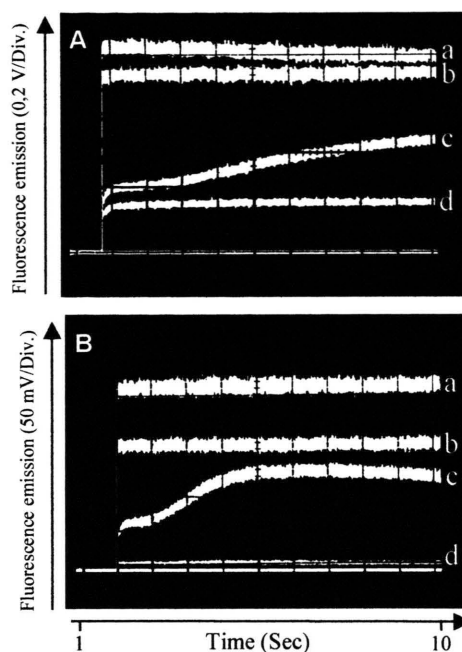 Fluorescence emission (0,2 V/Div.)
A
a
b
c
d
Fluorescence emission (50 mV/Div.)
B
a
b
c
d
1 Time (Sec) 10